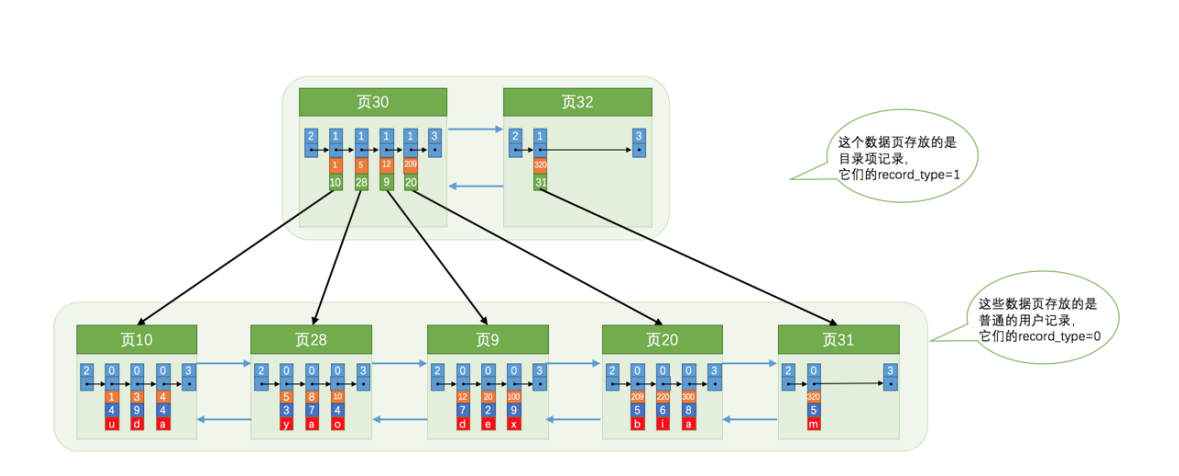 页30 页32
2 1 1 1 1 3 2 1 3
1 5 12 209 320
10 28 9 20 31
这个数据页存放的是
目录项记录，
它们的record_type=1
这些数据页存放的是
普通的用户记录，
它们的record_type=0
页10 页28 页9 页20 页31
2 0 0 0 3 2 0 0 0 3 2 0 0 0 3 2 0 0 0 3 2 0 3
1 3 4 5 8 10 12 20 100 209 220 300 320
4 9 4 3 7 4 7 2 9 5 6 8 5
u d a y a o d e x b i a m